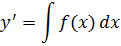 y′ = ∫ f(x) dx